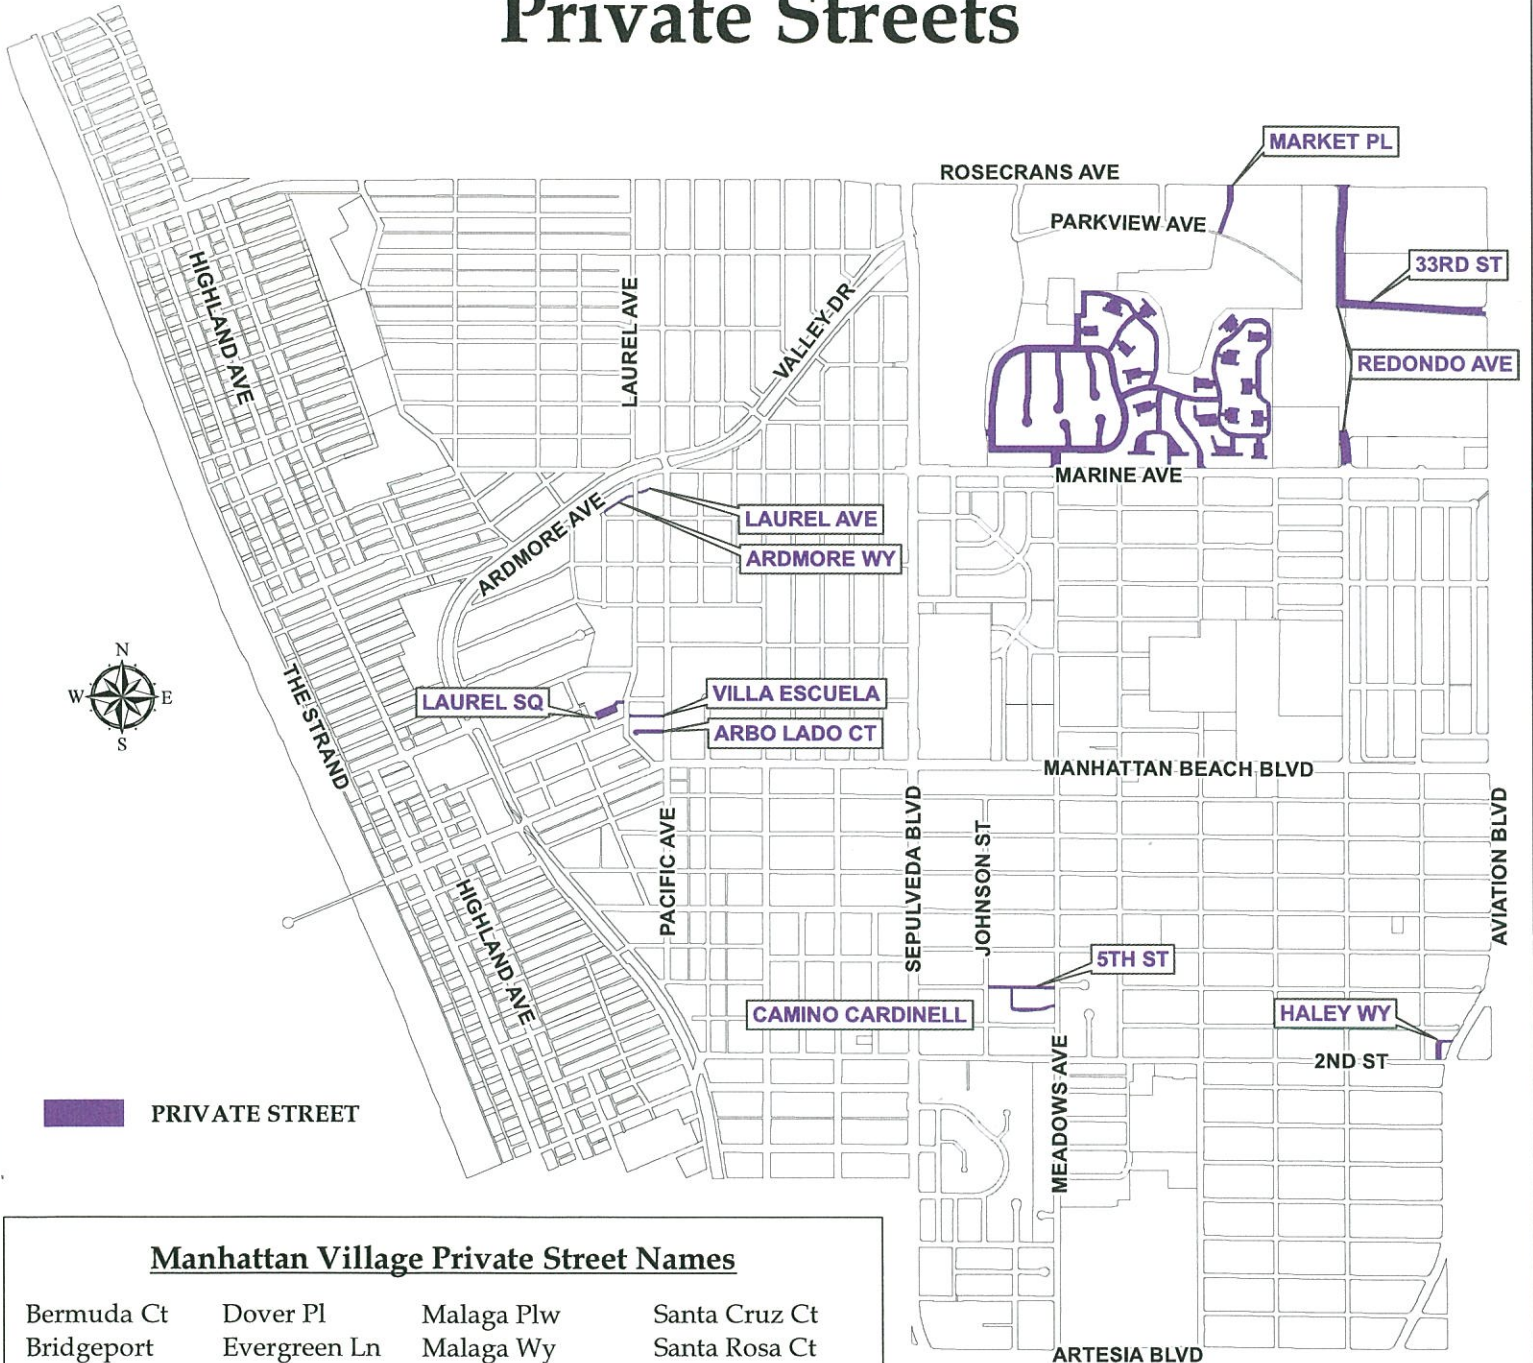 Private Streets
MARKET PL
ROSECRANS AVE
PARKVIEW AVE
33RD ST
HIGHLAND AVE
LAUREL AVE
VALLEY DR
REDONDO AVE
MARINE AVE
LAUREL AVE
ARDMORE AVE
ARDMORE WY
N
W E
S
THE STRAND
LAUREL SQ
VILLA ESCUELA
ARBO LADO CT
MANHATTAN BEACH BLVD
PACIFIC AVE
SEPULVEDA BLVD
JOHNSON ST
AVIATION BLVD
HIGHLAND AVE
5TH ST
CAMINO CARDINELL
HALEY WY
2ND ST
MEADOWS AVE
PRIVATE STREET
Manhattan Village Private Street Names
Bermuda Ct Dover Pl Malaga Plw Santa Cruz Ct
Bridgeport Evergreen Ln Malaga Wy Santa Rosa Ct
ARTESIA BLVD